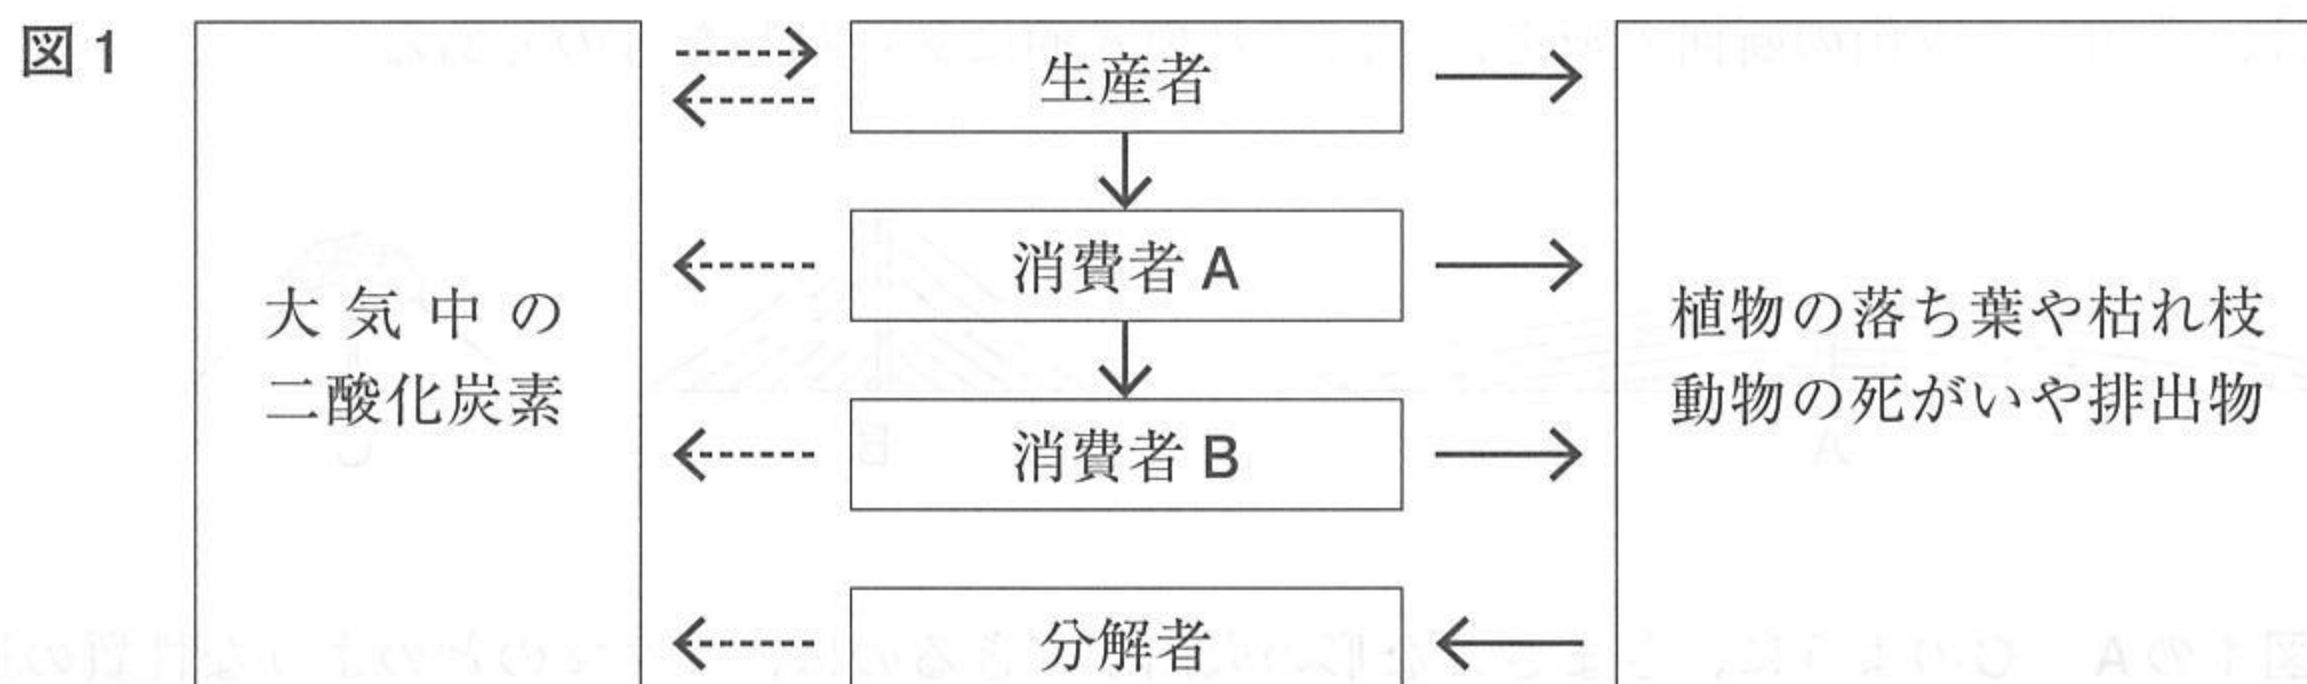 図1
大気中の
二酸化炭素
生産者
消費者 A
消費者 B
分解者
植物の落ち葉や枯れ枝
動物の死がいや排出物